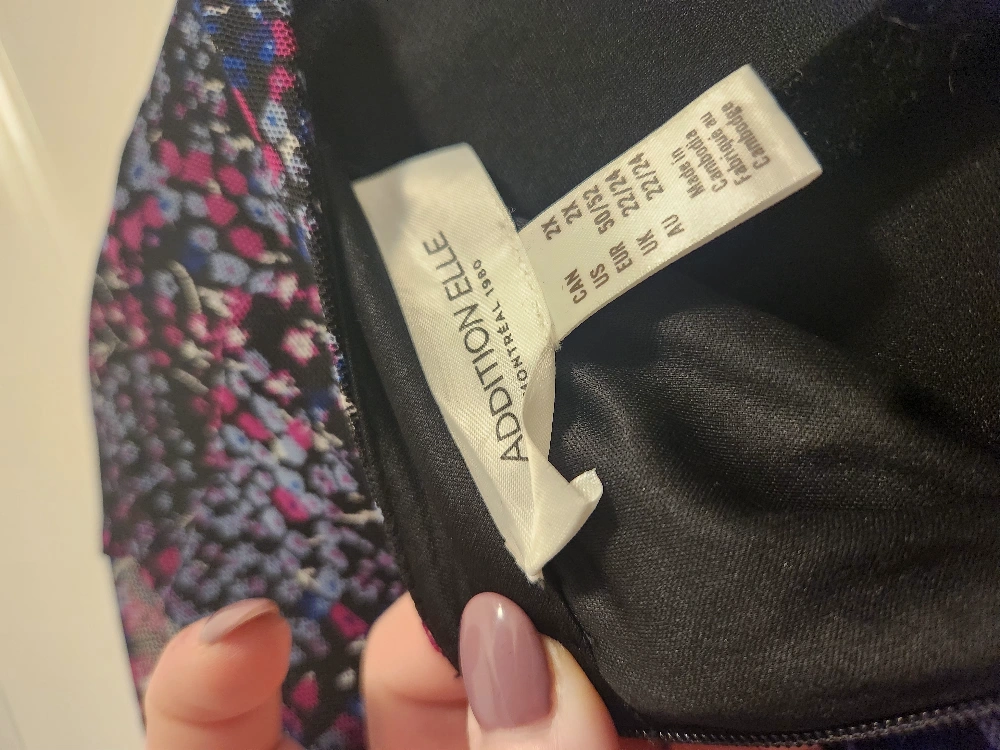 ADDITION ELLE
MONTRÉAL 1980
CAN 2X
US 2X
EUR 50/52
UK 22/24
AU 22/24
Made in
Cambodia
Fabriqué au
Cambodge